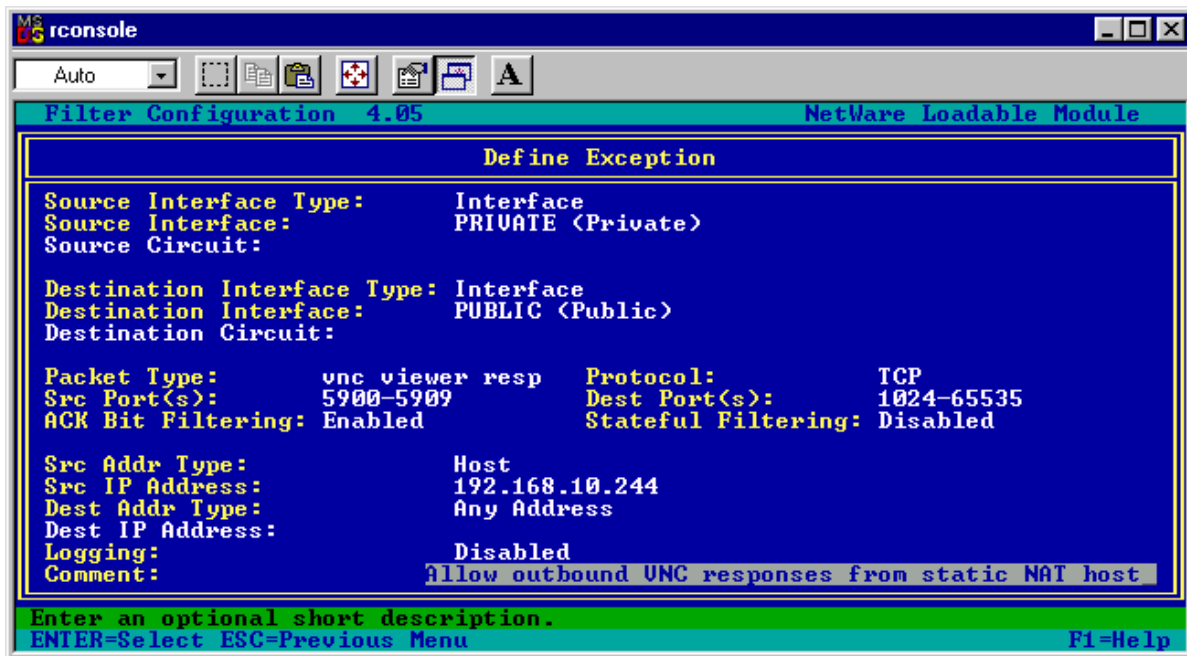 MS DOS rconsole
Auto A
Filter Configuration 4.05 NetWare Loadable Module
Define Exception
Source Interface Type: Interface
Source Interface: PRIVATE (Private)
Source Circuit:
Destination Interface Type: Interface
Destination Interface: PUBLIC (Public)
Destination Circuit:
Packet Type: vnc viewer resp Protocol: TCP
Src Port(s): 5900-5909 Dest Port(s): 1024-65535
ACK Bit Filtering: Enabled Stateful Filtering: Disabled
Src Addr Type: Host
Src IP Address: 192.168.10.244
Dest Addr Type: Any Address
Dest IP Address:
Logging: Disabled
Comment: Allow outbound VNC responses from static NAT host_
Enter an optional short description.
ENTER=Select ESC=Previous Menu F1=Help